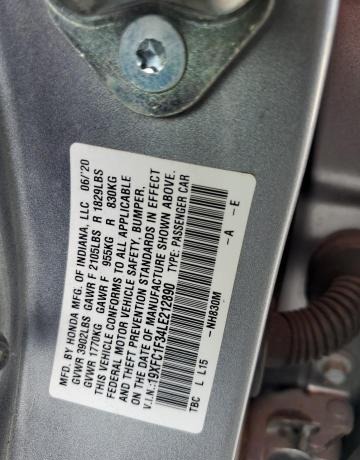 MFD. BY HONDA MFG. OF INDIANA, LLC 06/'20
GVWR 3902LBS GAWR F 2105LBS R 1829LBS
GVWR 1770KG GAWR F 955KG R 830KG
THIS VEHICLE CONFORMS TO ALL APPLICABLE
FEDERAL MOTOR VEHICLE SAFETY, BUMPER,
AND THEFT PREVENTION STANDARDS IN EFFECT
ON THE DATE OF MANUFACTURE SHOWN ABOVE.
V.I.N.:19XFC1F34LE212890 TYPE: PASSENGER CAR
-NH830M -A -E
TBC L L15